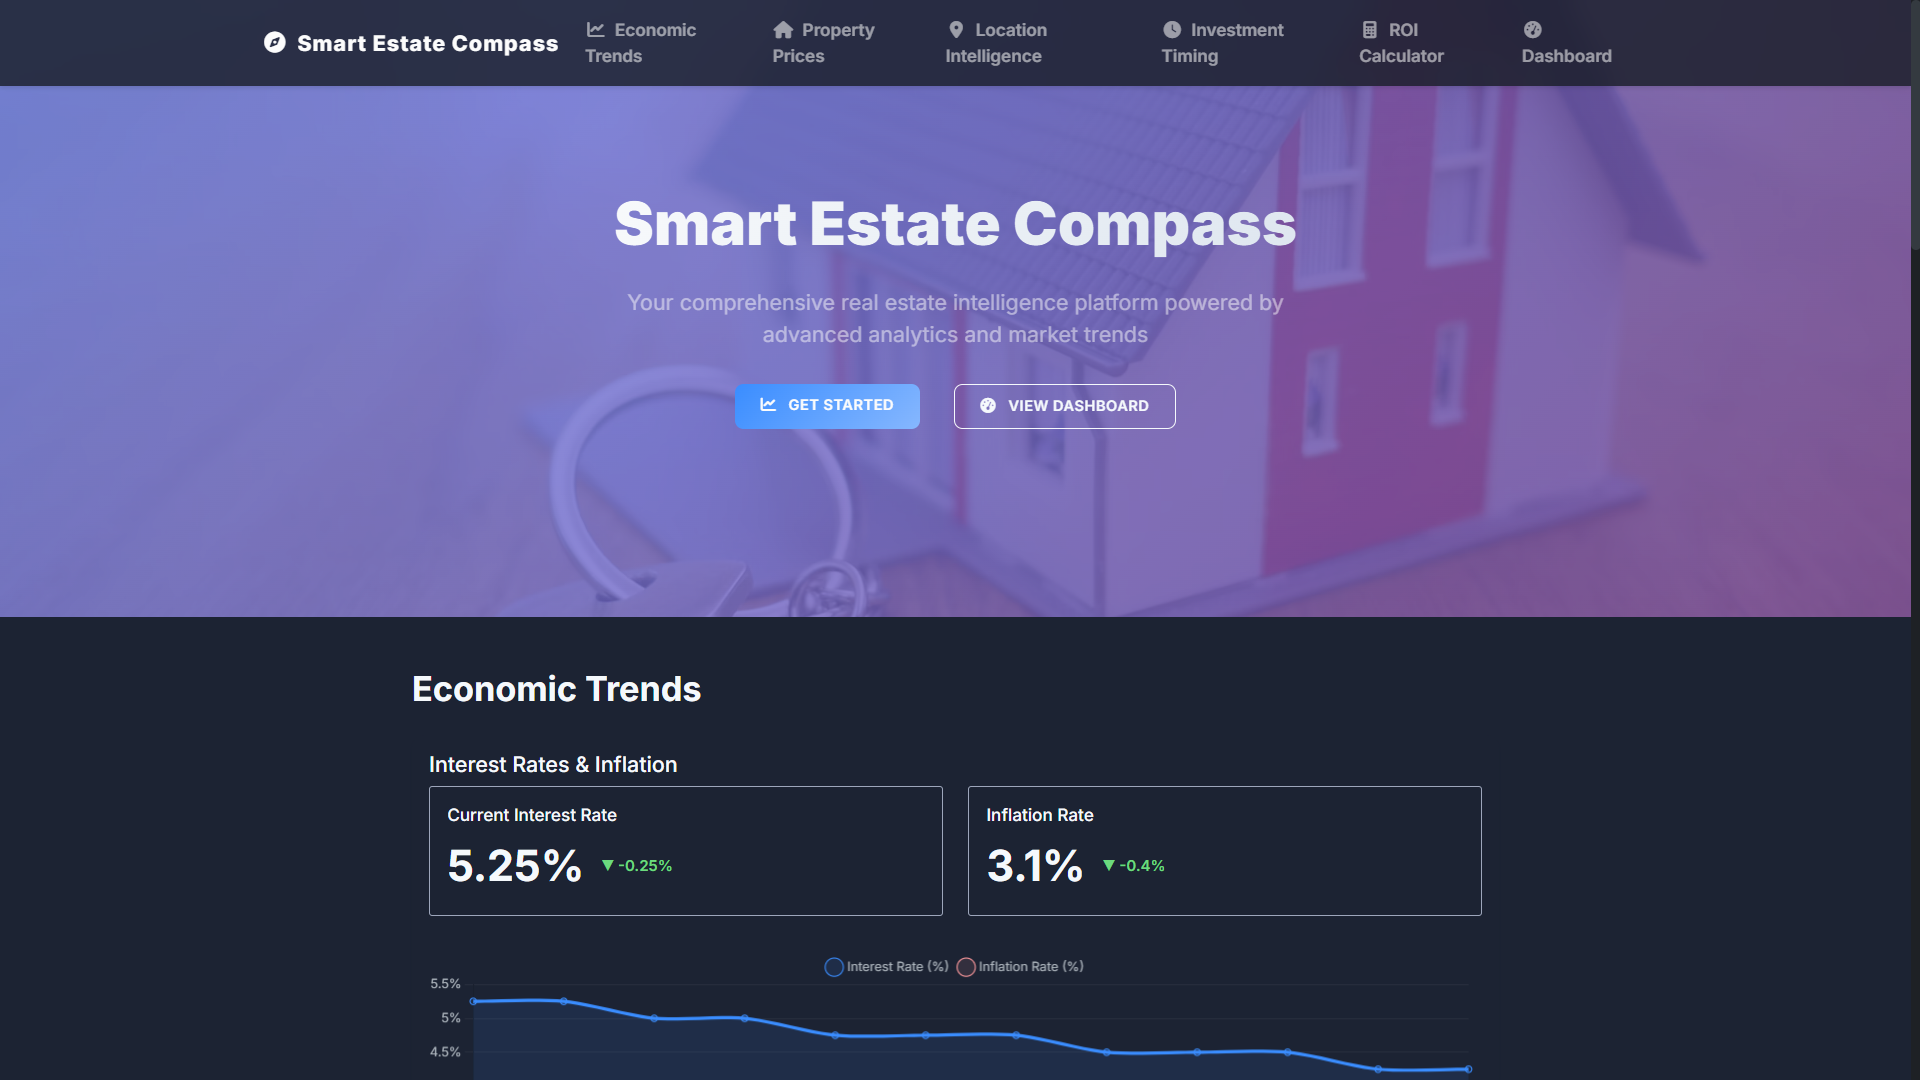 Smart Estate Compass
Economic
Trends
Property
Prices
Location
Intelligence
Investment
Timing
ROI
Calculator
Dashboard
Smart Estate Compass
Your comprehensive real estate intelligence platform powered by
advanced analytics and market trends
GET STARTED
VIEW DASHBOARD
Economic Trends
Interest Rates & Inflation
Current Interest Rate
5.25% ▼ -0.25%
Inflation Rate
3.1% ▼ -0.4%
Interest Rate (%) Inflation Rate (%)
5.5%
5%
4.5%